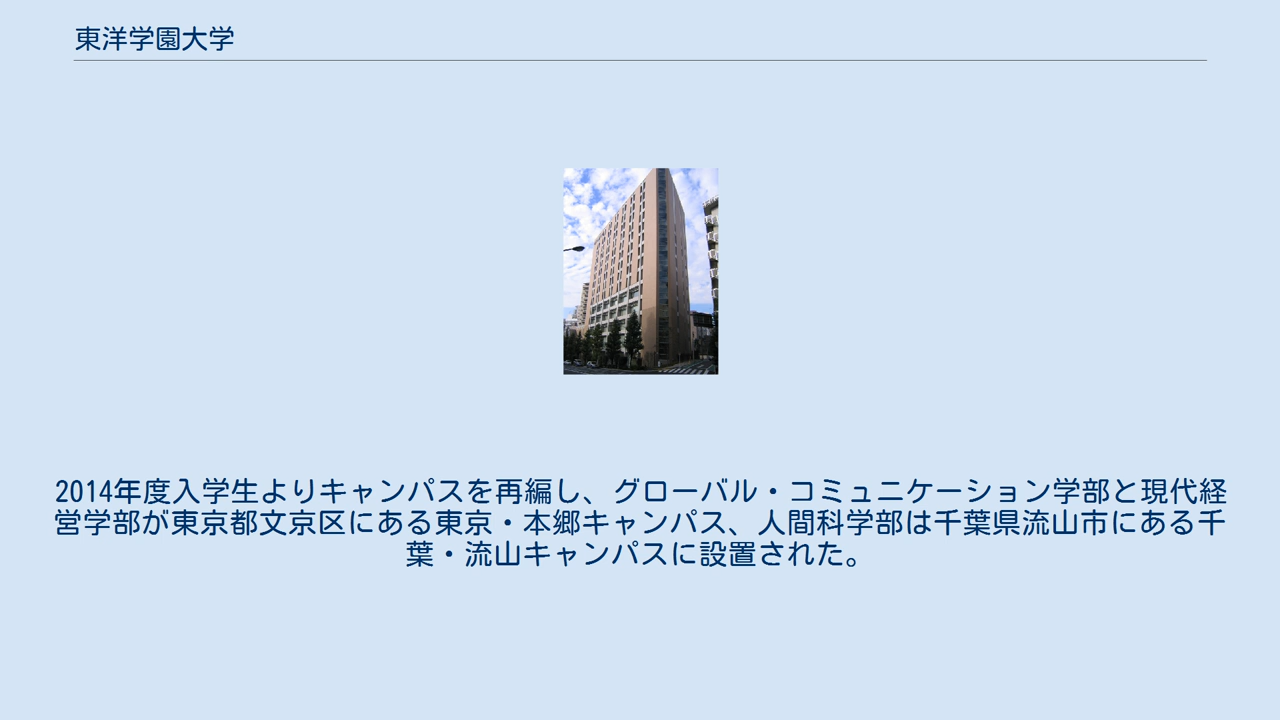 東洋学園大学
2014年度入学生よりキャンパスを再編し、グローバル・コミュニケーション学部と現代経
営学部が東京都文京区にある東京・本郷キャンパス、人間科学部は千葉県流山市にある千
葉・流山キャンパスに設置された。